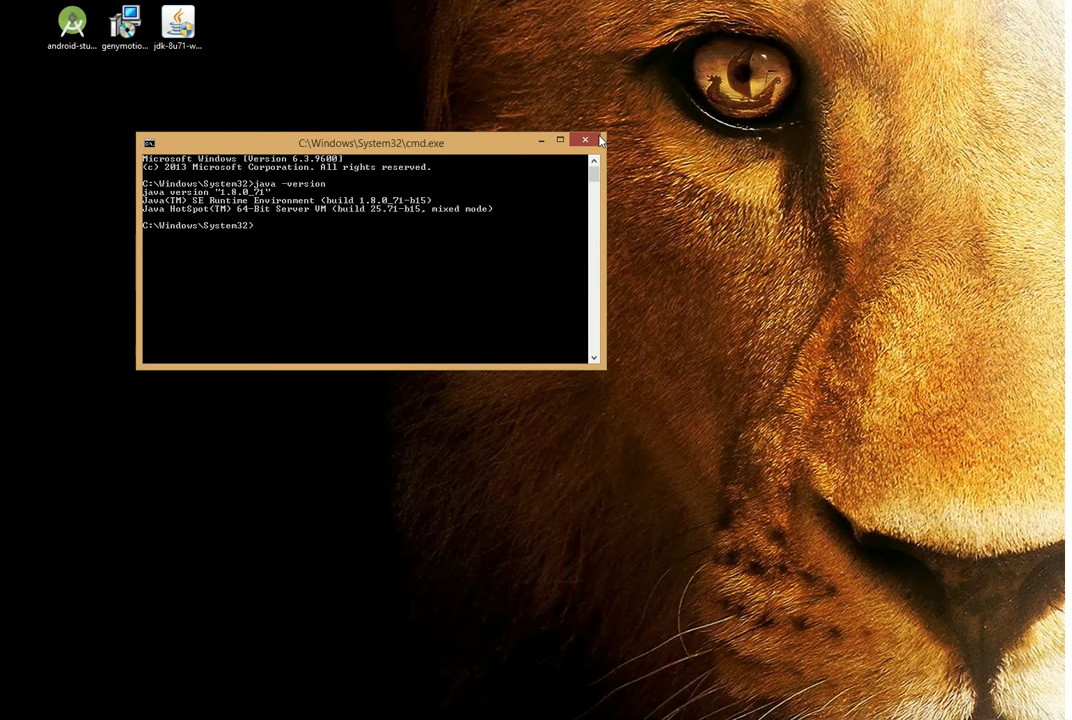 android-stu...
genymotio...
jdk-8u71-w...
C:\Windows\System32\cmd.exe
Microsoft Windows [Version 6.3.9600]
(c) 2013 Microsoft Corporation. All rights reserved.
C:\Windows\System32>java -version
java version "1.8.0_71"
Java(TM) SE Runtime Environment (build 1.8.0_71-b15)
Java HotSpot(TM) 64-Bit Server VM (build 25.71-b15, mixed mode)
C:\Windows\System32>